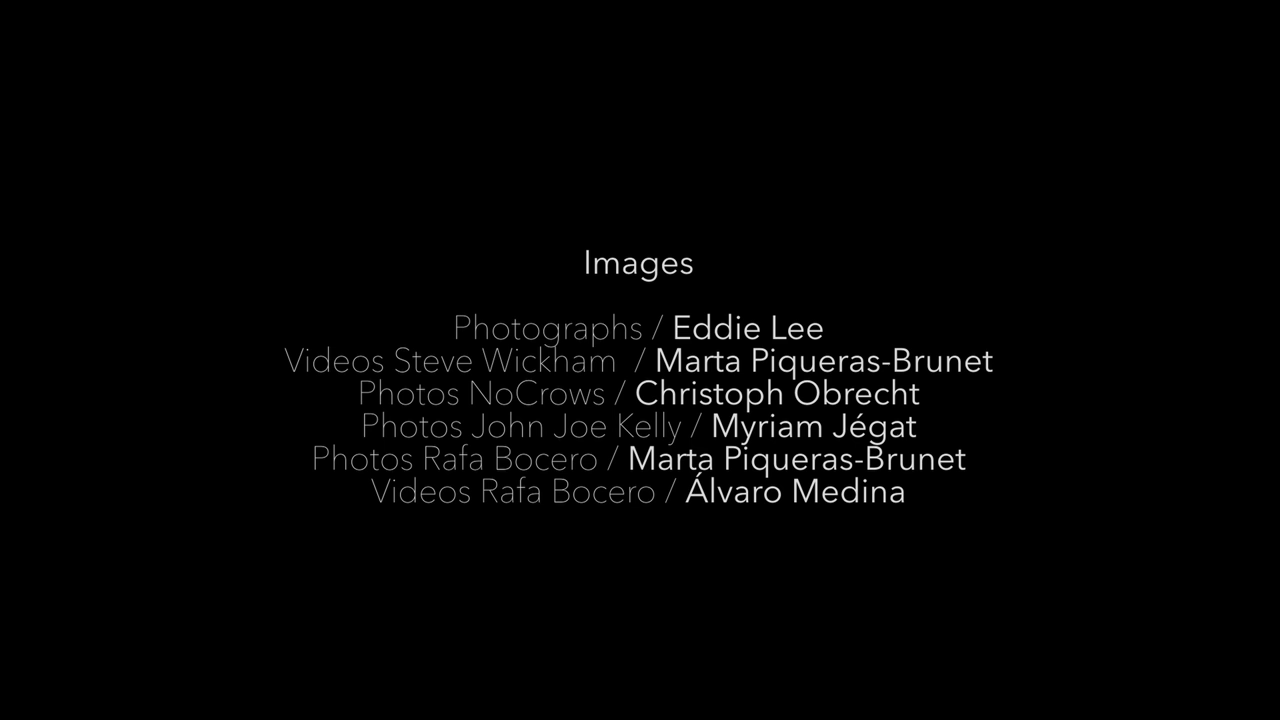 Images
Photographs / Eddie Lee
Videos Steve Wickham / Marta Piqueras-Brunet
Photos NoCrows / Christoph Obrecht
Photos John Joe Kelly / Myriam Jégat
Photos Rafa Bocero / Marta Piqueras-Brunet
Videos Rafa Bocero / Álvaro Medina